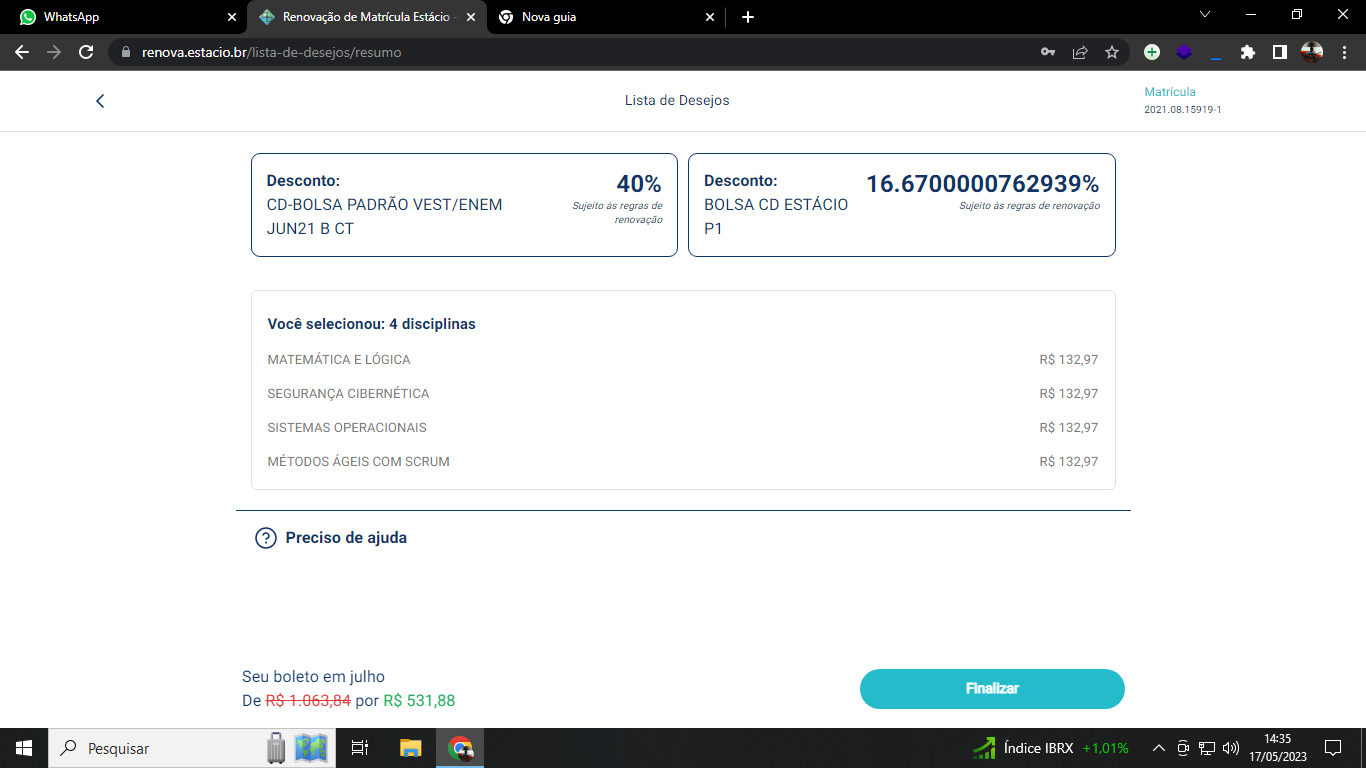 WhatsApp
Renovação de Matrícula Estácio -
Nova guia
renova.estacio.br/lista-de-desejos/resumo
Lista de Desejos
Matrícula
2021.08.15919-1
Desconto:
40%
CD-BOLSA PADRÃO VEST/ENEM
JUN21 B CT
Sujeito às regras de
renovação
Desconto:
16.67000000762939%
BOLSA CD ESTÁCIO
P1
Sujeito às regras de renovação
Você selecionou: 4 disciplinas
MATEMÁTICA E LÓGICA R$ 132,97
SEGURANÇA CIBERNÉTICA R$ 132,97
SISTEMAS OPERACIONAIS R$ 132,97
MÉTODOS ÁGEIS COM SCRUM R$ 132,97
Preciso de ajuda
Seu boleto em julho
De R$ 1.063,84 por R$ 531,88
Finalizar
Pesquisar
Índice IBRX +1,01%
14:35
17/05/2023